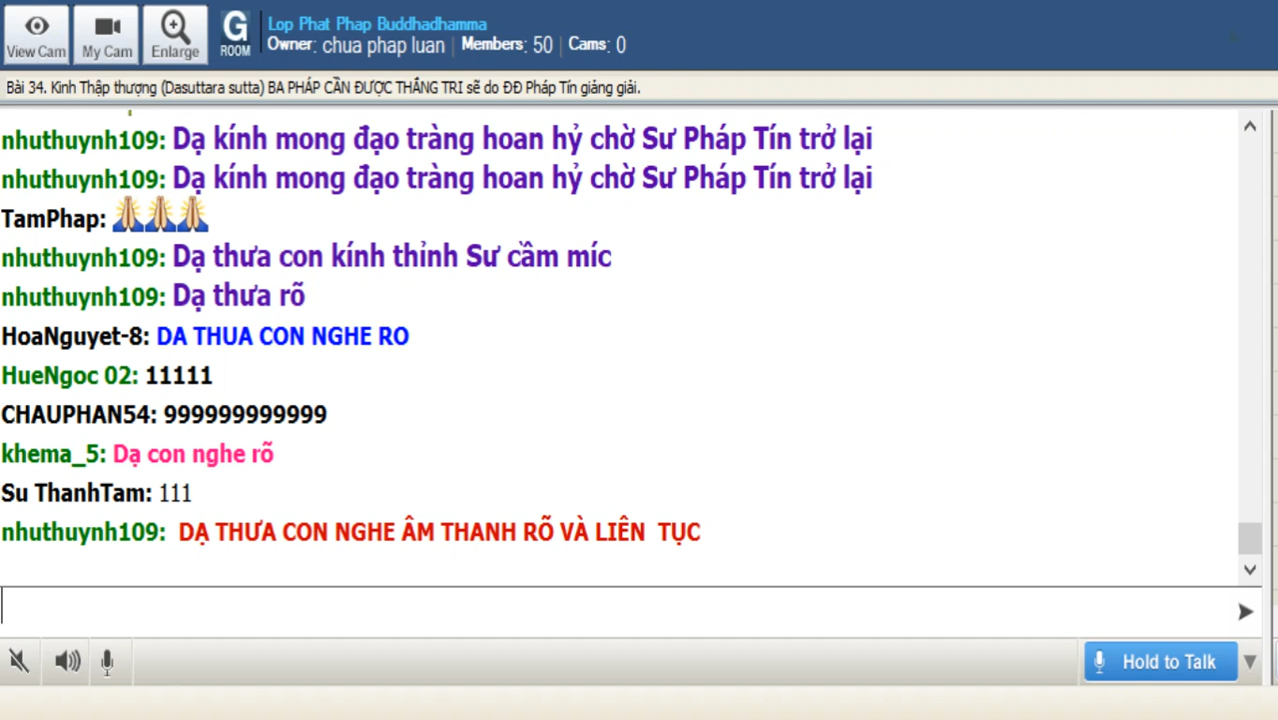 View Cam
My Cam
Enlarge
G
ROOM
Lop Phat Phap Buddhadhamma
Owner: chua phap luan | Members: 50 | Cams: 0
Bài 34. Kinh Thập thượng (Dasuttara sutta) BA PHÁP CẦN ĐƯỢC THẮNG TRI sẽ do ĐĐ Pháp Tín giảng giải.
nhuthuynh109: Dạ kính mong đạo tràng hoan hỷ chờ Sư Pháp Tín trở lại
nhuthuynh109: Dạ kính mong đạo tràng hoan hỷ chờ Sư Pháp Tín trở lại
TamPhap: 🙏🙏🙏
nhuthuynh109: Dạ thưa con kính thỉnh Sư cầm míc
nhuthuynh109: Dạ thưa rõ
HoaNguyet-8: DA THUA CON NGHE RO
HueNgoc 02: 11111
CHAUPHAN54: 999999999999
khema_5: Dạ con nghe rõ
Su ThanhTam: 111
nhuthuynh109: DẠ THƯA CON NGHE ÂM THANH RÕ VÀ LIÊN TỤC
Hold to Talk